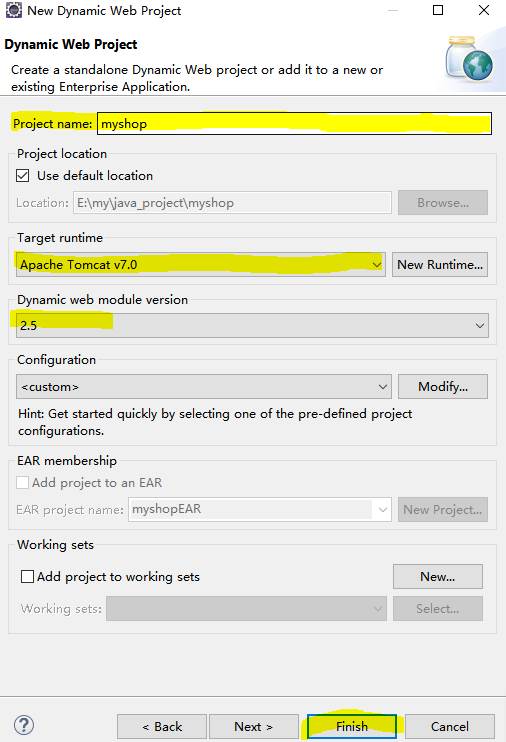 New Dynamic Web Project
Dynamic Web Project
Create a standalone Dynamic Web project or add it to a new or
existing Enterprise Application.
Project name: myshop
Project location
Use default location
Location: E:\my\java_project\myshop Browse...
Target runtime
Apache Tomcat v7.0 New Runtime...
Dynamic web module version
2.5
Configuration
<custom> Modify...
Hint: Get started quickly by selecting one of the pre-defined project
configurations.
EAR membership
Add project to an EAR
EAR project name: myshopEAR New Project...
Working sets
Add project to working sets New...
Working sets: Select...
? < Back Next > Finish Cancel